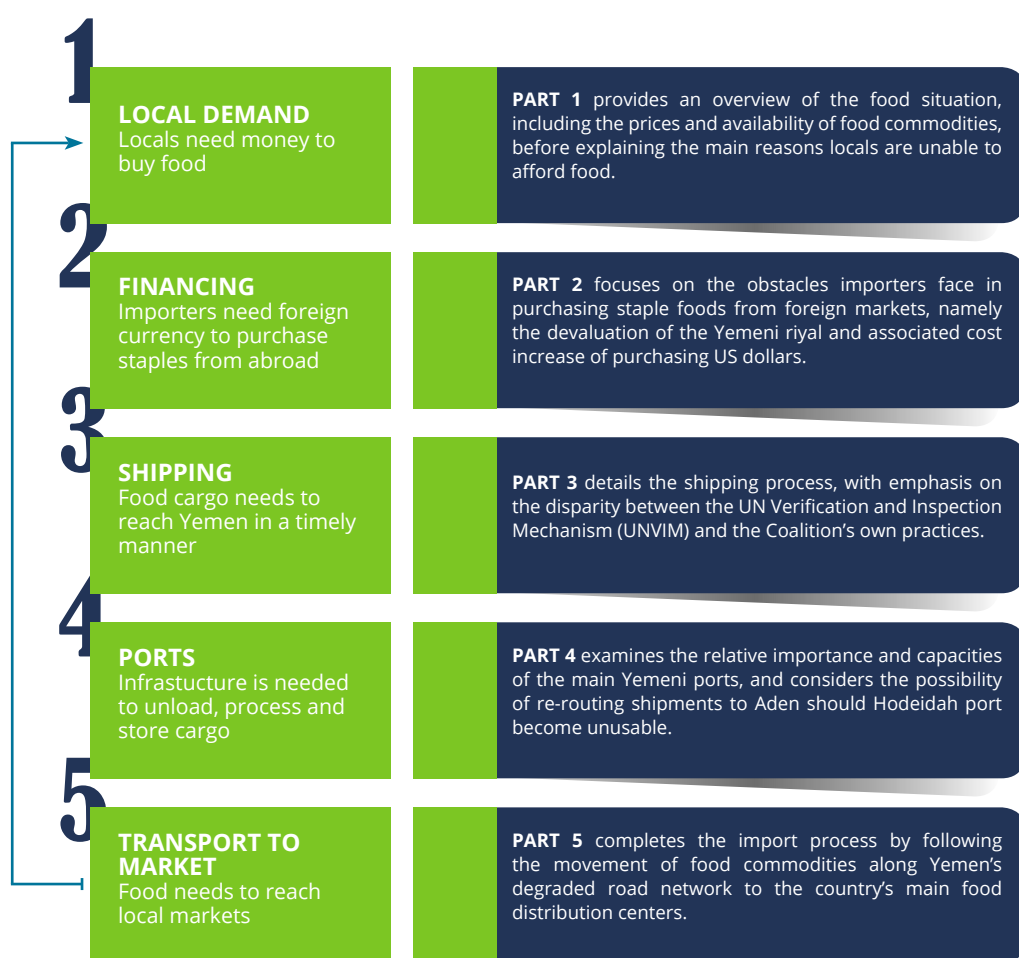 1
LOCAL DEMAND
Locals need money to
buy food
PART 1 provides an overview of the food situation,
including the prices and availability of food commodities,
before explaining the main reasons locals are unable to
afford food.
2
FINANCING
Importers need foreign
currency to purchase
staples from abroad
PART 2 focuses on the obstacles importers face in
purchasing staple foods from foreign markets, namely
the devaluation of the Yemeni riyal and associated cost
increase of purchasing US dollars.
3
SHIPPING
Food cargo needs to
reach Yemen in a timely
manner
PART 3 details the shipping process, with emphasis on
the disparity between the UN Verification and Inspection
Mechanism (UNVIM) and the Coalition’s own practices.
4
PORTS
Infrastucture is needed
to unload, process and
store cargo
PART 4 examines the relative importance and capacities
of the main Yemeni ports, and considers the possibility
of re-routing shipments to Aden should Hodeidah port
become unusable.
5
TRANSPORT TO
MARKET
Food needs to reach
local markets
PART 5 completes the import process by following
the movement of food commodities along Yemen’s
degraded road network to the country’s main food
distribution centers.